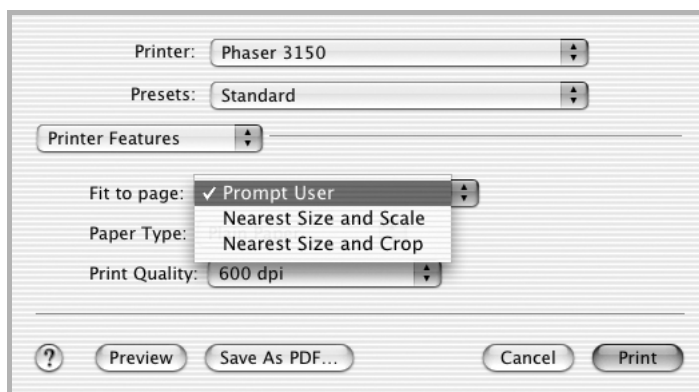 Printer: Phaser 3150
Presets: Standard
Printer Features
Fit to page: ✓ Prompt User
Nearest Size and Scale
Nearest Size and Crop
Paper Type:
Print Quality: 600 dpi
? Preview Save As PDF... Cancel Print